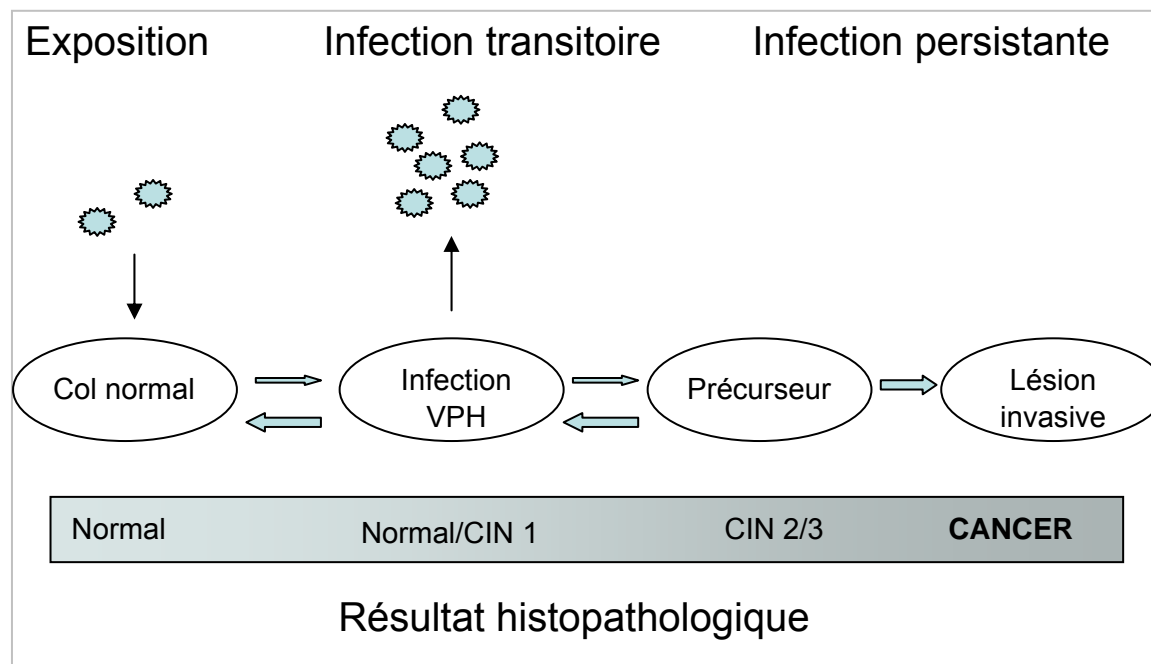 Exposition
Infection transitoire
Infection persistante
Col normal
Infection
VPH
Précurseur
Lésion
invasive
Normal
Normal/CIN 1
CIN 2/3
CANCER
Résultat histopathologique